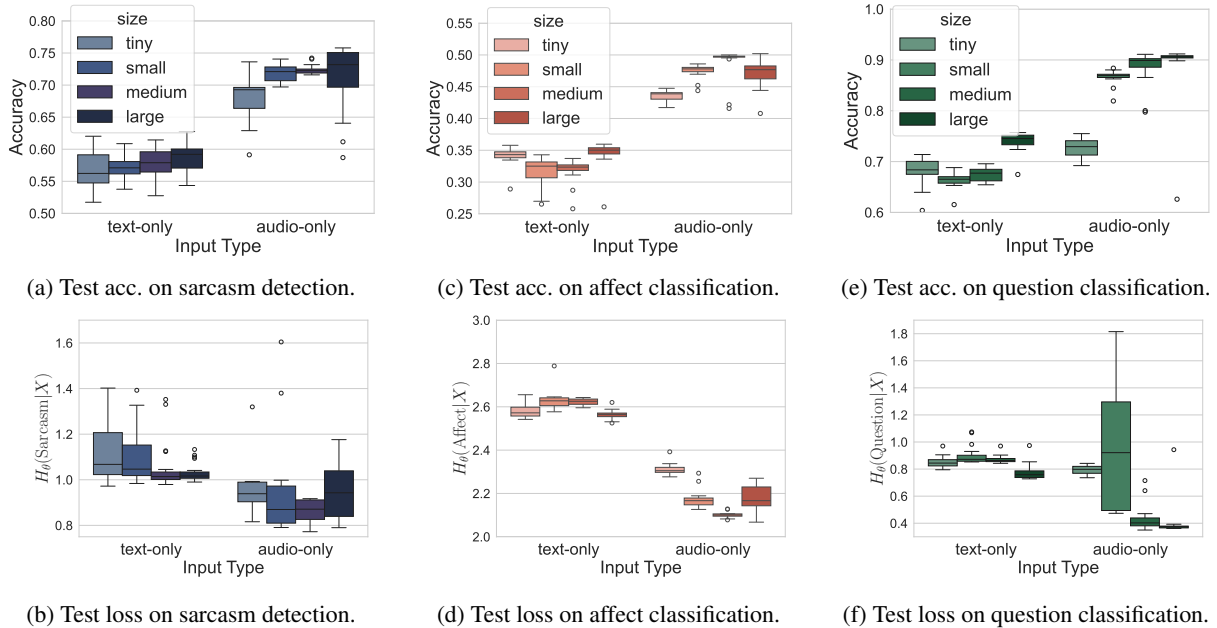 0.80
0.75
0.70
0.65
0.60
0.55
0.50
Accuracy
size
tiny
small
medium
large
text-only
audio-only
Input Type
(a) Test acc. on sarcasm detection.
0.55
0.50
0.45
0.40
0.35
0.30
0.25
Accuracy
size
tiny
small
medium
large
text-only
audio-only
Input Type
(c) Test acc. on affect classification.
1.0
0.9
0.8
0.7
0.6
Accuracy
size
tiny
small
medium
large
text-only
audio-only
Input Type
(e) Test acc. on question classification.
1.6
1.4
1.2
1.0
0.8
H_θ(Sarcasm|X)
text-only
audio-only
Input Type
(b) Test loss on sarcasm detection.
3.0
2.8
2.6
2.4
2.2
2.0
H_θ(Affect|X)
text-only
audio-only
Input Type
(d) Test loss on affect classification.
1.8
1.6
1.4
1.2
1.0
0.8
0.6
0.4
H_θ(Question|X)
text-only
audio-only
Input Type
(f) Test loss on question classification.